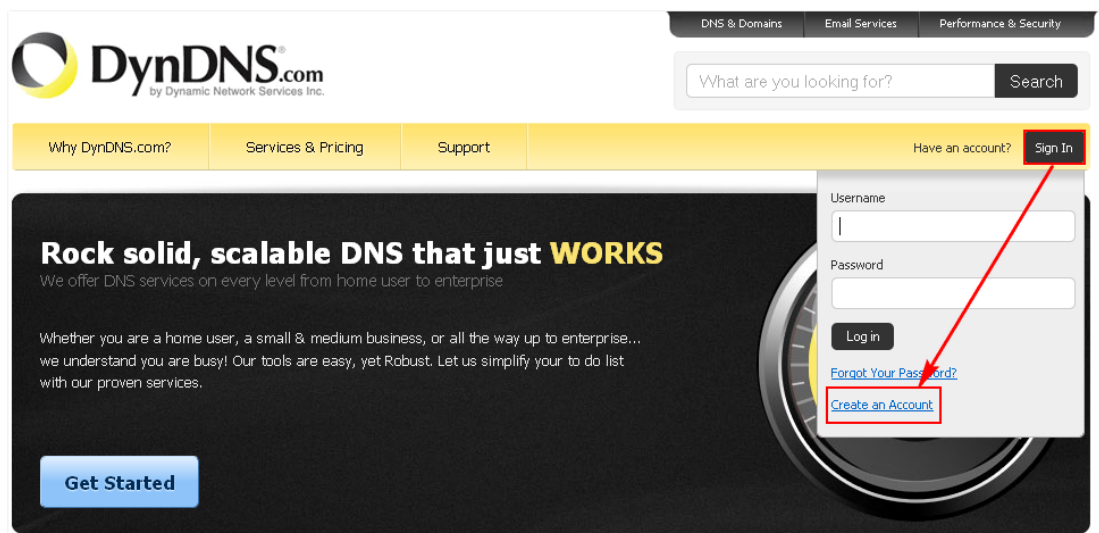 DNS & Domains
Email Services
Performance & Security
DynDNS.com
by Dynamic Network Services Inc.
What are you looking for?
Search
Why DynDNS.com?
Services & Pricing
Support
Have an account?
Sign In
Username
Password
Log in
Forgot Your Password?
Create an Account
Rock solid, scalable DNS that just WORKS
We offer DNS services on every level from home user to enterprise
Whether you are a home user, a small & medium business, or all the way up to enterprise...
we understand you are busy! Our tools are easy, yet Robust. Let us simplify your to do list
with our proven services.
Get Started